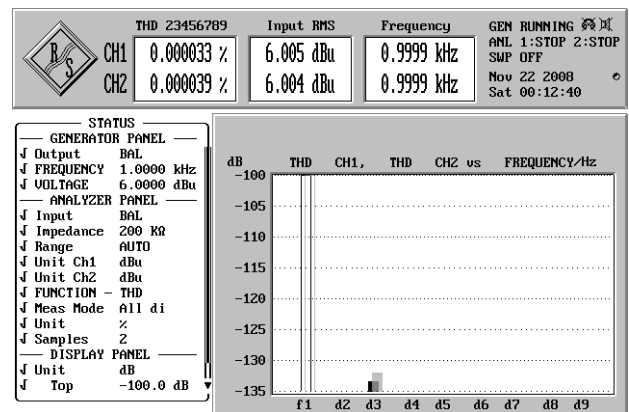 THD 23456789 Input RMS Frequency
R&S
CH1 0.000033 % 6.005 dBu 0.9999 kHz
CH2 0.000039 % 6.004 dBu 0.9999 kHz
GEN RUNNING
ANL 1:STOP 2:STOP
SWP OFF
Nov 22 2008
Sat 00:12:40
STATUS
GENERATOR PANEL
√ Output BAL
√ FREQUENCY 1.0000 kHz
√ VOLTAGE 6.0000 dBu
ANALYZER PANEL
√ Input BAL
√ Impedance 200 KΩ
√ Range AUTO
√ Unit Ch1 dBu
√ Unit Ch2 dBu
√ FUNCTION - THD
√ Meas Mode All di
√ Unit %
√ Samples 2
DISPLAY PANEL
√ Unit dB
√ Top -100.0 dB
dB THD CH1, THD CH2 vs FREQUENCY/Hz
-100
-105
-110
-115
-120
-125
-130
-135
f1 d2 d3 d4 d5 d6 d7 d8 d9